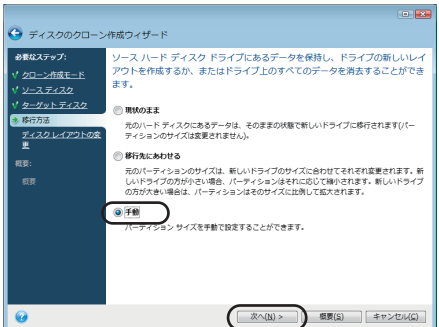 ディスクのクローン作成ウィザード
必要なステップ:
クローン作成モード
ソース ディスク
ターゲット ディスク
移行方法
ディスク レイアウトの変
更
概要:
概要
ソース ハード ディスク ドライブにあるデータを保持し、ドライブの新しいレイ
アウトを作成するか、またはドライブ上のすべてのデータを消去することができ
ます。
現状のまま
元のハード ディスクにあるデータは、そのままの状態で新しいドライブに移行されます(パー
ティションのサイズは変更されません)。
移行先にあわせる
元のパーティションのサイズは、新しいドライブのサイズに合わせてそれぞれ変更されます。新
しいドライブの方が小さい場合、パーティションはそれに応じて縮小されます。新しいドライブ
の方が大きい場合は、パーティションはそのサイズに比例して拡大されます。
手動
パーティション サイズを手動で設定することができます。
次へ(N) >
概要(S)
キャンセル(C)